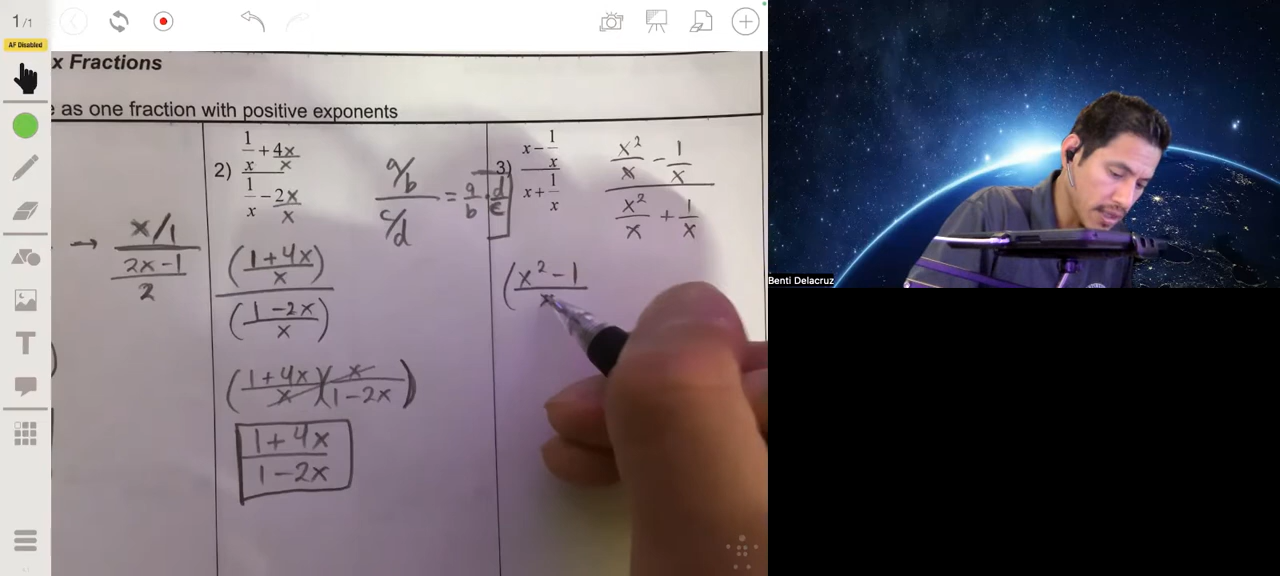 1/1
AF Disabled
x Fractions
as one fraction with positive exponents
→ x/1 / (2x-1)/2
2) (1/x + 4x/x) / (1/x - 2x/x)
(a/b) / (c/d) = a/b · d/c
((1+4x)/x) / ((1-2x)/x)
((1+4x)/x)(x/(1-2x))
(1+4x)/(1-2x)
3) (x - 1/x) / (x + 1/x)
(x²/x - 1/x) / (x²/x + 1/x)
(x²-1)/x
Benti Delacruz